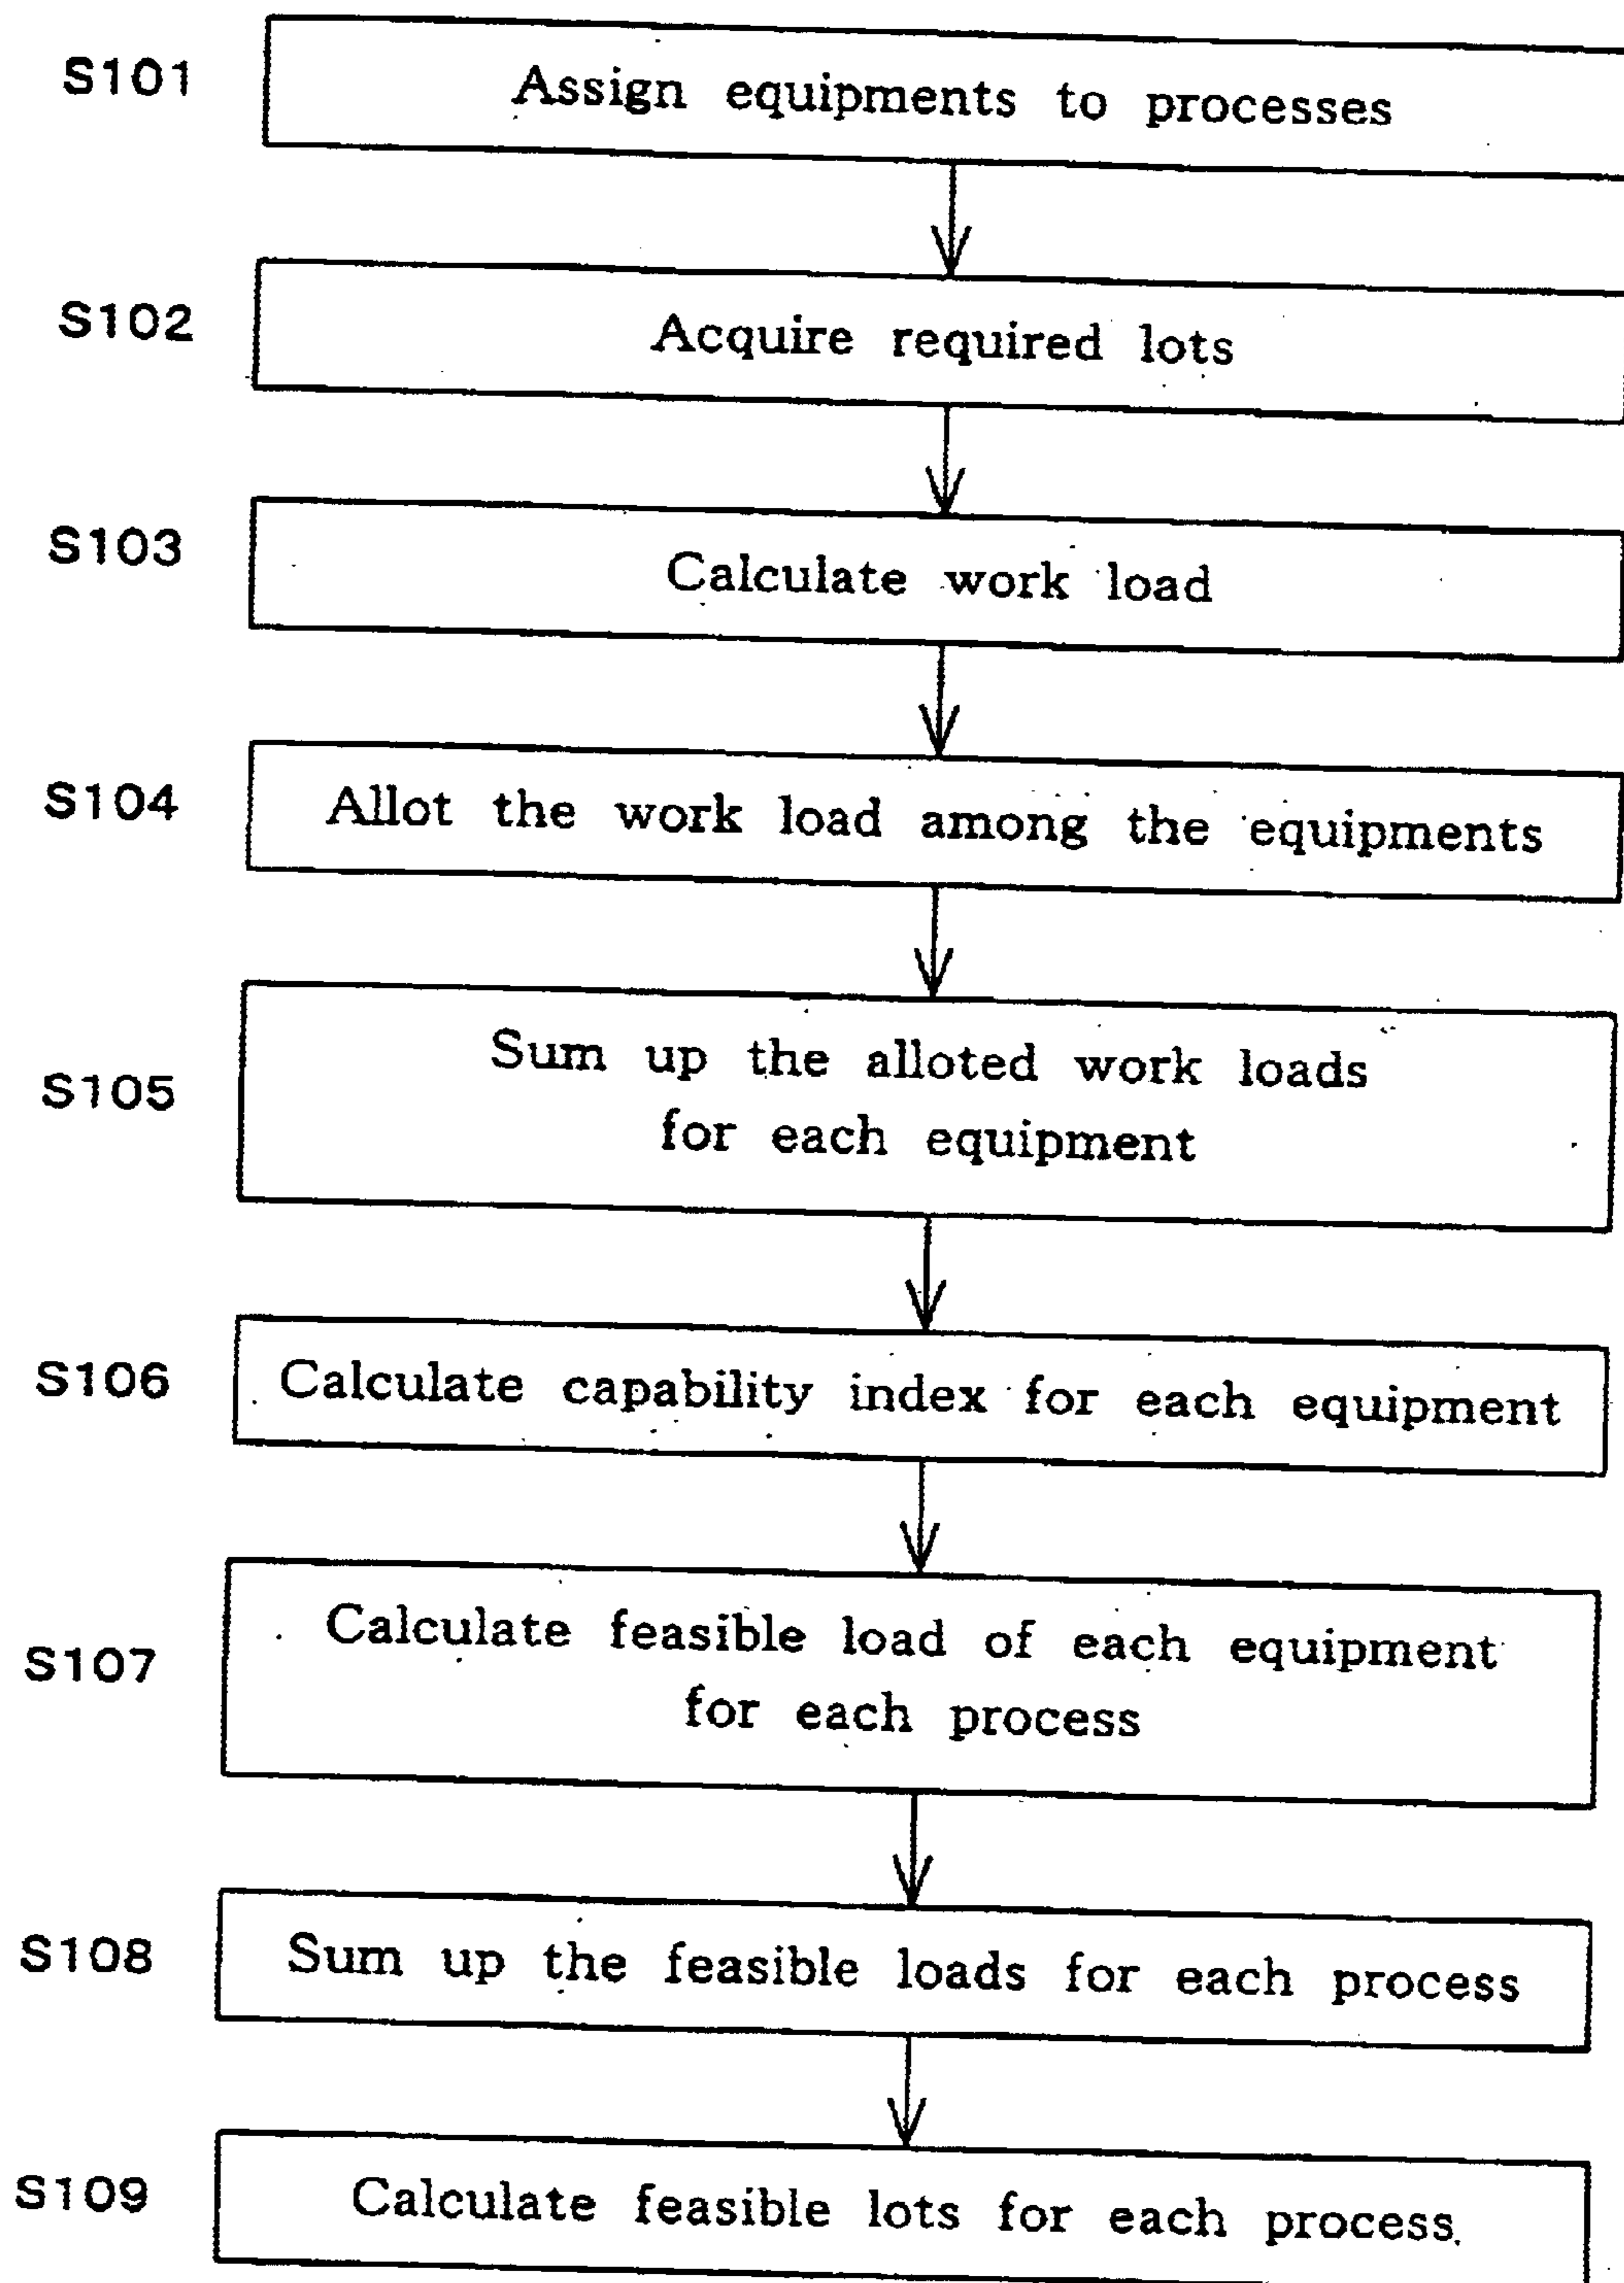 S101
Assign equipments to processes
S102
Acquire required lots
S103
Calculate work load
S104
Allot the work load among the equipments
S105
Sum up the alloted work loads
for each equipment
S106
Calculate capability index for each equipment
S107
Calculate feasible load of each equipment
for each process
S108
Sum up the feasible loads for each process
S109
Calculate feasible lots for each process